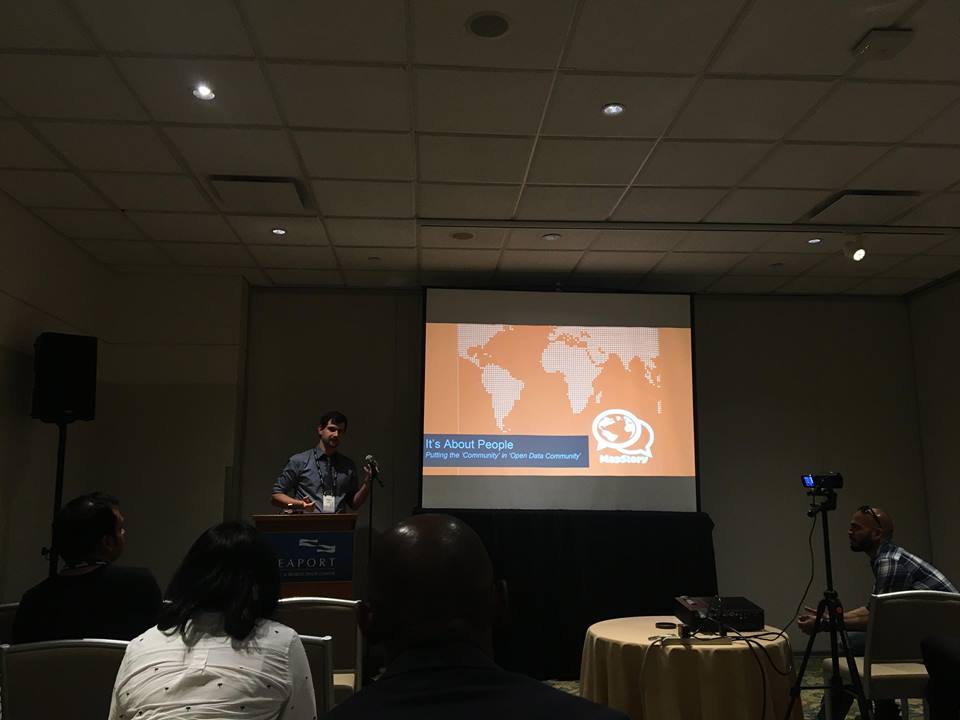 It's About People
Putting the 'Community' in 'Open Data Community'
MapStory
EAPORT